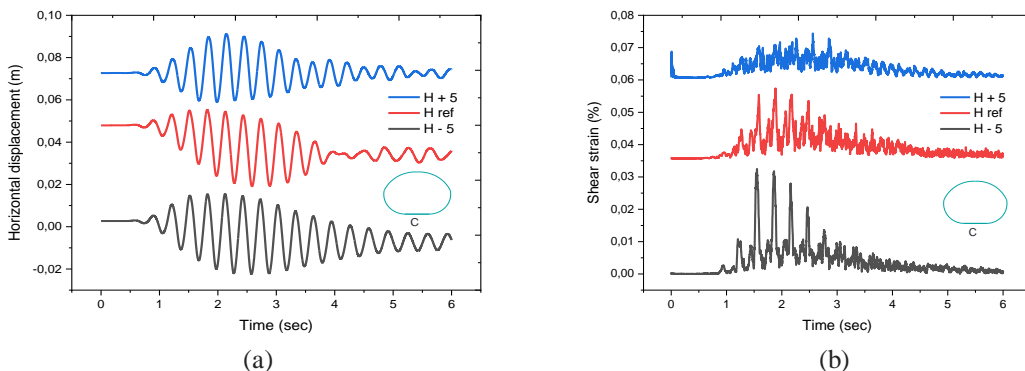 0,10
0,08
0,06
0,04
0,02
0,00
-0,02
Horizontal displacement (m)
H + 5
H ref
H - 5
C
0 1 2 3 4 5 6
Time (sec)
(a)
0,08
0,07
0,06
0,05
0,04
0,03
0,02
0,01
0,00
Shear strain (%)
H + 5
H ref
H - 5
C
0 1 2 3 4 5 6
Time (sec)
(b)